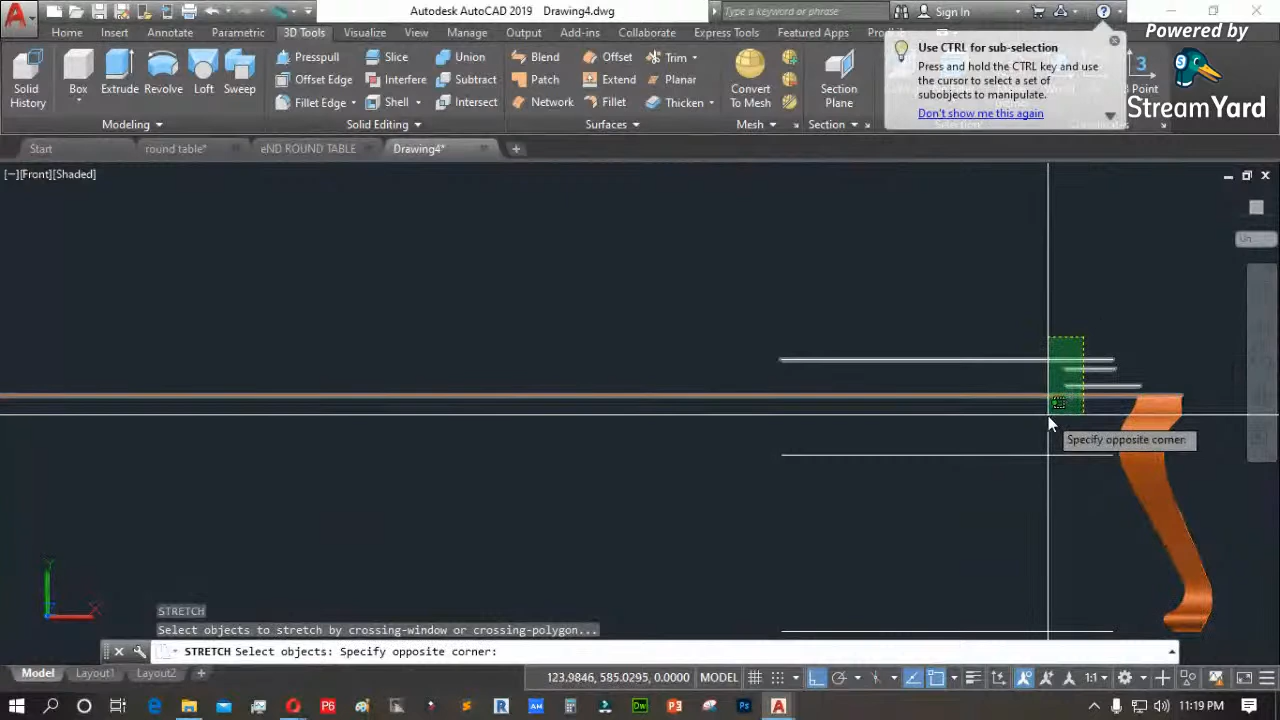 Autodesk AutoCAD 2019 Drawing4.dwg
Type a keyword or phrase
Sign In
Powered by
StreamYard
Home Insert Annotate Parametric 3D Tools Visualize View Manage Output Add-ins Collaborate Express Tools Featured Apps
Solid History
Box
Extrude
Revolve
Loft
Sweep
Modeling
Presspull
Offset Edge
Fillet Edge
Slice
Interfere
Shell
Union
Subtract
Intersect
Solid Editing
Blend
Patch
Network
Offset
Extend
Fillet
Trim
Planar
Thicken
Surfaces
Convert To Mesh
Mesh
Section Plane
Section
3 Point
Use CTRL for sub-selection
Press and hold the CTRL key and use
the cursor to select a set of
subobjects to manipulate.
Don't show me this again
Start round table* eND ROUND TABLE Drawing4*
[−][Front][Shaded]
Un
Specify opposite corner:
STRETCH
Select objects to stretch by crossing-window or crossing-polygon...
STRETCH Select objects: Specify opposite corner:
Model Layout1 Layout2
123.9846, 585.0295, 0.0000 MODEL
1:1
11:19 PM